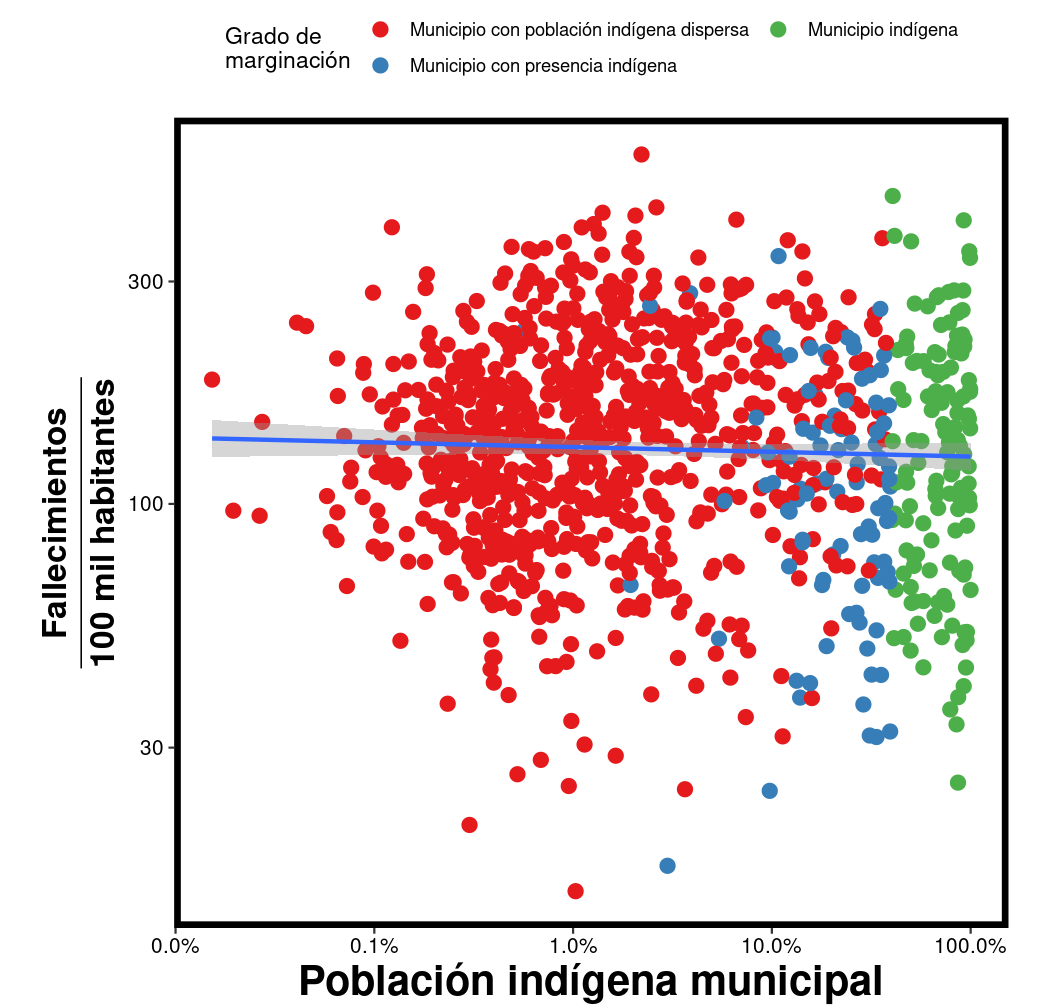 Grado de
marginación
Municipio con población indígena dispersa
Municipio indígena
Municipio con presencia indígena
Fallecimientos
100 mil habitantes
300
100
30
0.0%
0.1%
1.0%
10.0%
100.0%
Población indígena municipal